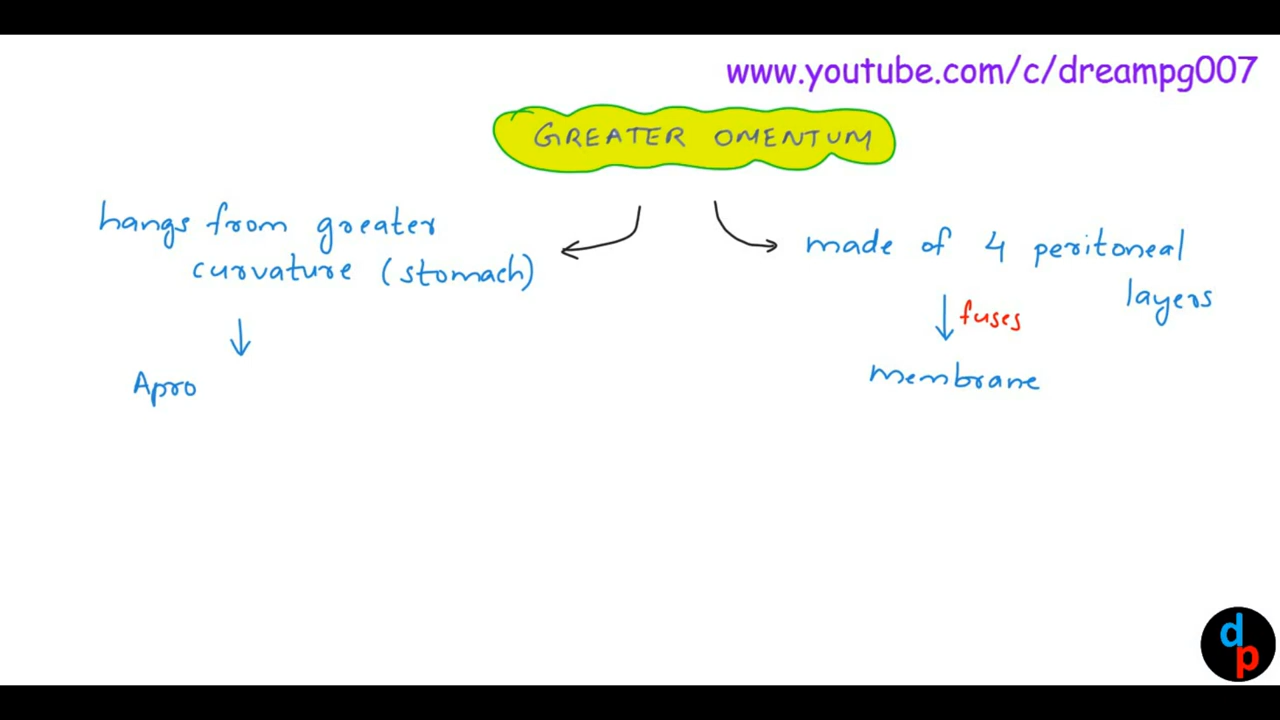 www.youtube.com/c/dreampg007
GREATER OMENTUM
hangs from greater
curvature (stomach)
Apro
made of 4 peritoneal
layers
fuses
membrane
dp